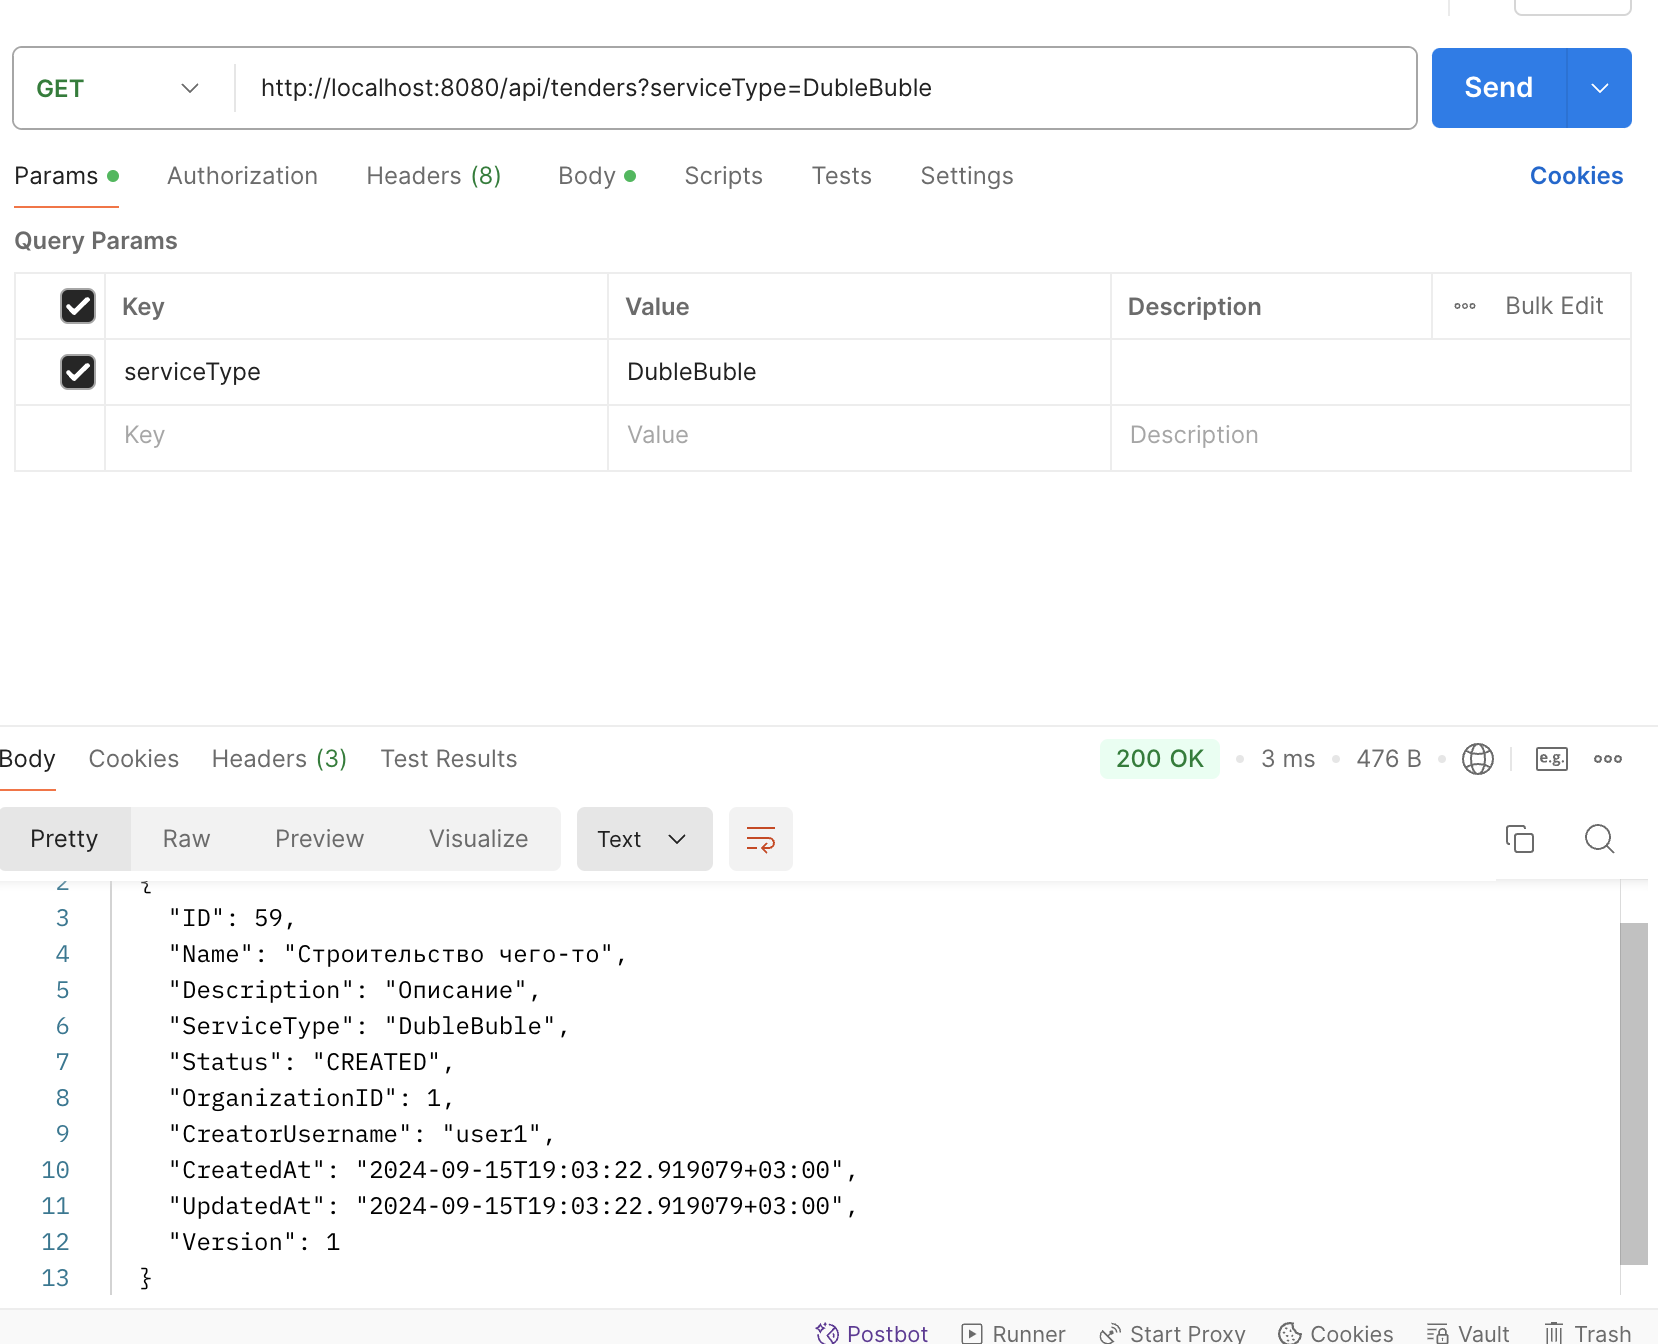 GET http://localhost:8080/api/tenders?serviceType=DubleBuble Send
Params Authorization Headers (8) Body Scripts Tests Settings Cookies
Query Params
Key Value Description Bulk Edit
serviceType DubleBuble
Key Value Description
Body Cookies Headers (3) Test Results 200 OK 3 ms 476 B e.g.
Pretty Raw Preview Visualize Text
2 {
3 "ID": 59,
4 "Name": "Строительство чего-то",
5 "Description": "Описание",
6 "ServiceType": "DubleBuble",
7 "Status": "CREATED",
8 "OrganizationID": 1,
9 "CreatorUsername": "user1",
10 "CreatedAt": "2024-09-15T19:03:22.919079+03:00",
11 "UpdatedAt": "2024-09-15T19:03:22.919079+03:00",
12 "Version": 1
13 }
Postbot Runner Start Proxy Cookies Vault Trash